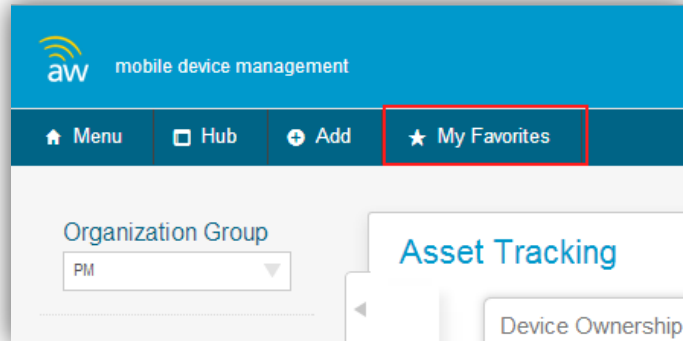 aw mobile device management
Menu Hub Add My Favorites
Organization Group
PM
Asset Tracking
Device Ownership